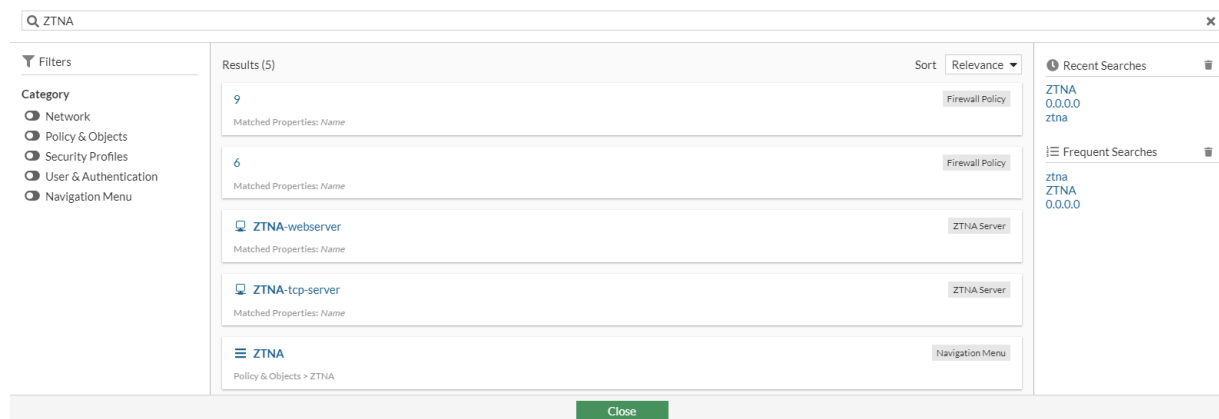 ZTNA
Filters
Category
Network
Policy & Objects
Security Profiles
User & Authentication
Navigation Menu
Results (5)
Sort Relevance
9
Firewall Policy
Matched Properties: Name
6
Firewall Policy
Matched Properties: Name
ZTNA-webserver
ZTNA Server
Matched Properties: Name
ZTNA-tcp-server
ZTNA Server
Matched Properties: Name
ZTNA
Navigation Menu
Policy & Objects > ZTNA
Recent Searches
ZTNA
0.0.0.0
ztna
Frequent Searches
ztna
ZTNA
0.0.0.0
Close